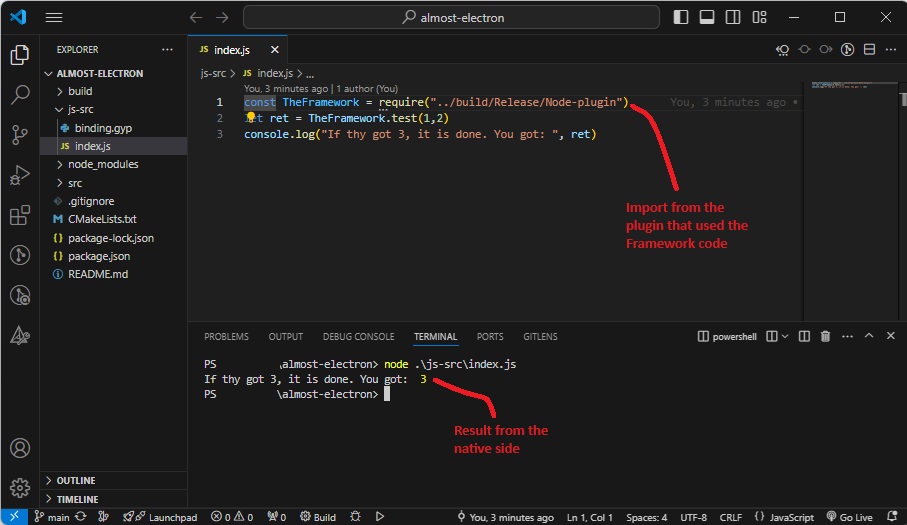 almost-electron
EXPLORER
ALMOST-ELECTRON
build
js-src
binding.gyp
JS index.js
node_modules
src
.gitignore
M CMakeLists.txt
{} package-lock.json
{} package.json
README.md
OUTLINE
TIMELINE
JS index.js
js-src > JS index.js > ...
You, 3 minutes ago | 1 author (You)
1 const TheFramework = require("../build/Release/Node-plugin") You, 3 minutes ago •
2 let ret = TheFramework.test(1,2)
3 console.log("If thy got 3, it is done. You got: ", ret)
Import from the
plugin that used the
Framework code
PROBLEMS OUTPUT DEBUG CONSOLE TERMINAL PORTS GITLENS
powershell
PS \almost-electron> node .\js-src\index.js
If thy got 3, it is done. You got: 3
PS \almost-electron>
Result from the
native side
main Launchpad 0 0 0 Build You, 3 minutes ago Ln 1, Col 1 Spaces: 4 UTF-8 CRLF {} JavaScript Go Live